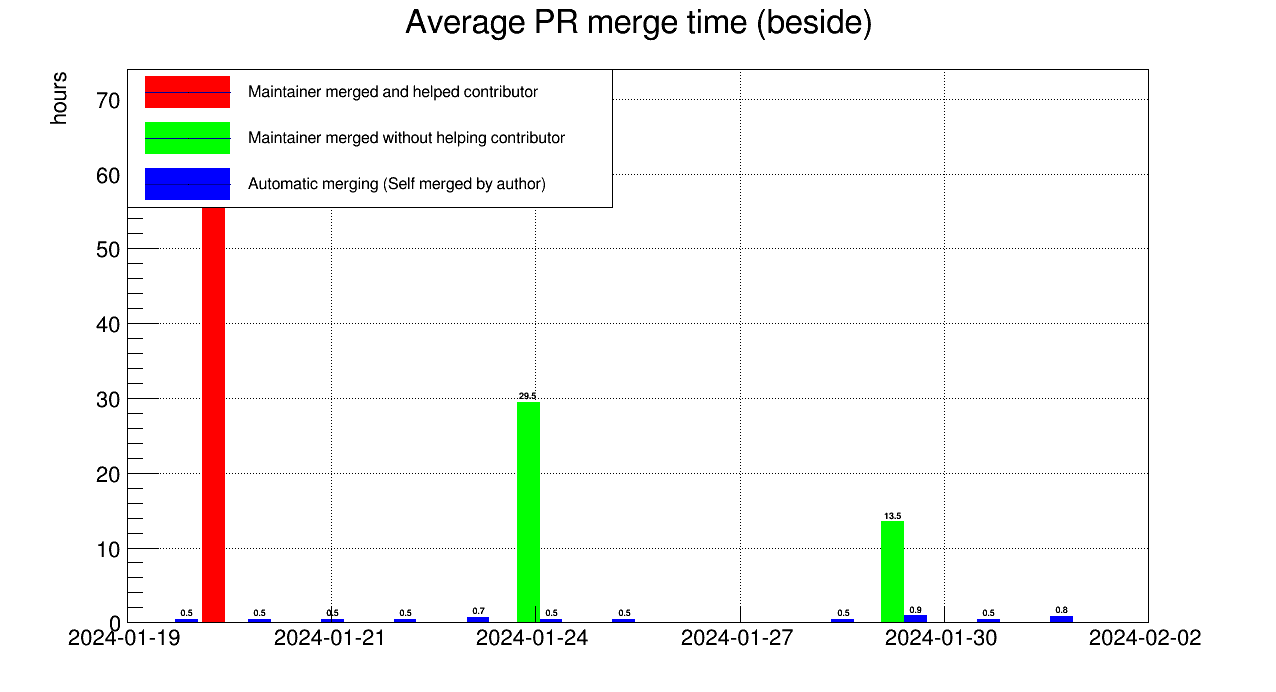 Average PR merge time (beside)
hours
Maintainer merged and helped contributor
Maintainer merged without helping contributor
Automatic merging (Self merged by author)
70
60
50
40
30
20
10
0
29.5
13.5
0.5 0.5 0.5 0.5 0.7 0.5 0.5 0.5 0.9 0.5 0.8
2024-01-19 2024-01-21 2024-01-24 2024-01-27 2024-01-30 2024-02-02